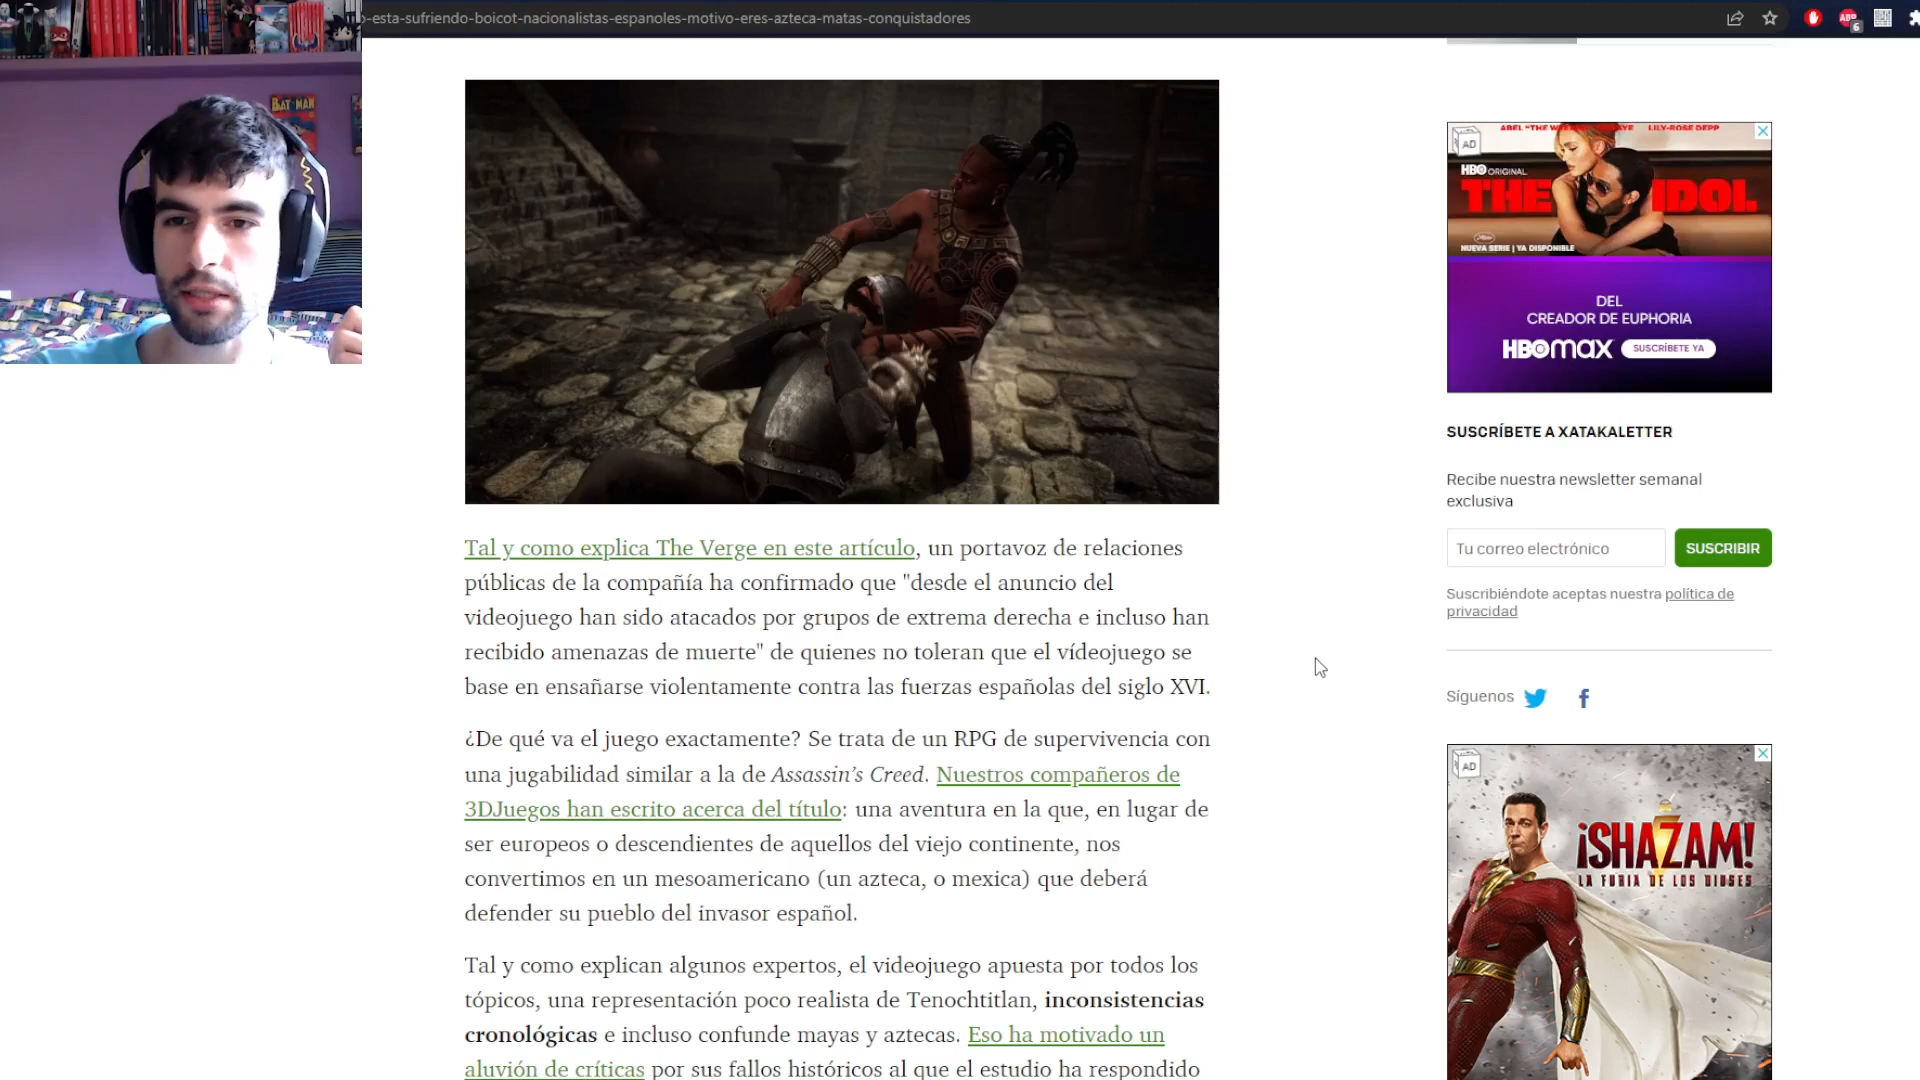 -esta-sufriendo-boicot-nacionalistas-espanoles-motivo-eres-azteca-matas-conquistadores
ABP
6
BATMAN
Tal y como explica The Verge en este artículo, un portavoz de relaciones
públicas de la compañía ha confirmado que "desde el anuncio del
videojuego han sido atacados por grupos de extrema derecha e incluso han
recibido amenazas de muerte" de quienes no toleran que el vídeojuego se
base en ensañarse violentamente contra las fuerzas españolas del siglo XVI.
¿De qué va el juego exactamente? Se trata de un RPG de supervivencia con
una jugabilidad similar a la de Assassin's Creed. Nuestros compañeros de
3DJuegos han escrito acerca del título: una aventura en la que, en lugar de
ser europeos o descendientes de aquellos del viejo continente, nos
convertimos en un mesoamericano (un azteca, o mexica) que deberá
defender su pueblo del invasor español.
Tal y como explican algunos expertos, el videojuego apuesta por todos los
tópicos, una representación poco realista de Tenochtitlan, inconsistencias
cronológicas e incluso confunde mayas y aztecas. Eso ha motivado un
aluvión de críticas por sus fallos históricos al que el estudio ha respondido
AD
LILY-ROSE DEPP
HBO ORIGINAL
THE IDOL
NUEVA SERIE | YA DISPONIBLE
DEL
CREADOR DE EUPHORIA
HBOMAX SUSCRÍBETE YA
SUSCRÍBETE A XATAKALETTER
Recibe nuestra newsletter semanal
exclusiva
Tu correo electrónico SUSCRIBIR
Suscribiéndote aceptas nuestra política de
privacidad
Síguenos
AD
¡SHAZAM!
LA FURIA DE LOS DIOSES